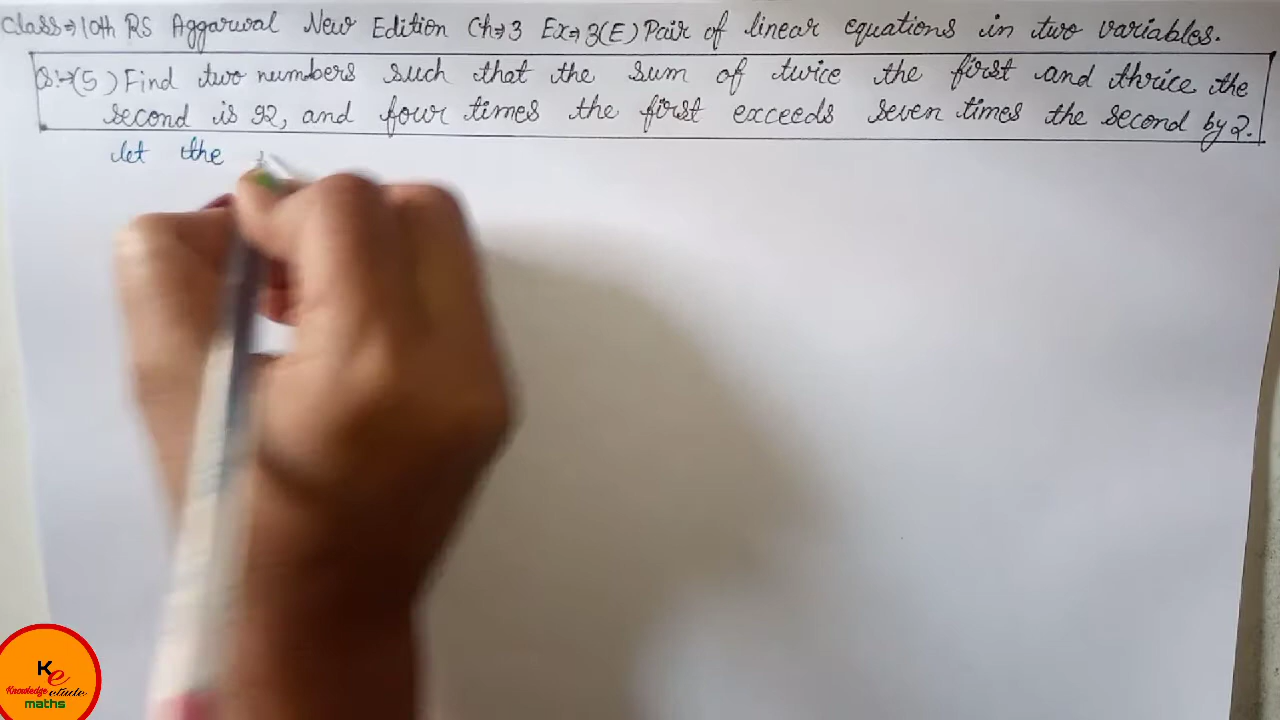 Class→10th RS Aggarwal New Edition Ch→3 Ex→3(E) Pair of linear equations in two variables.
Q:→(5) Find two numbers such that the sum of twice the first and thrice the
second is 92, and four times the first exceeds seven times the second by 2.
let the
Ke
Knowledge etude
maths